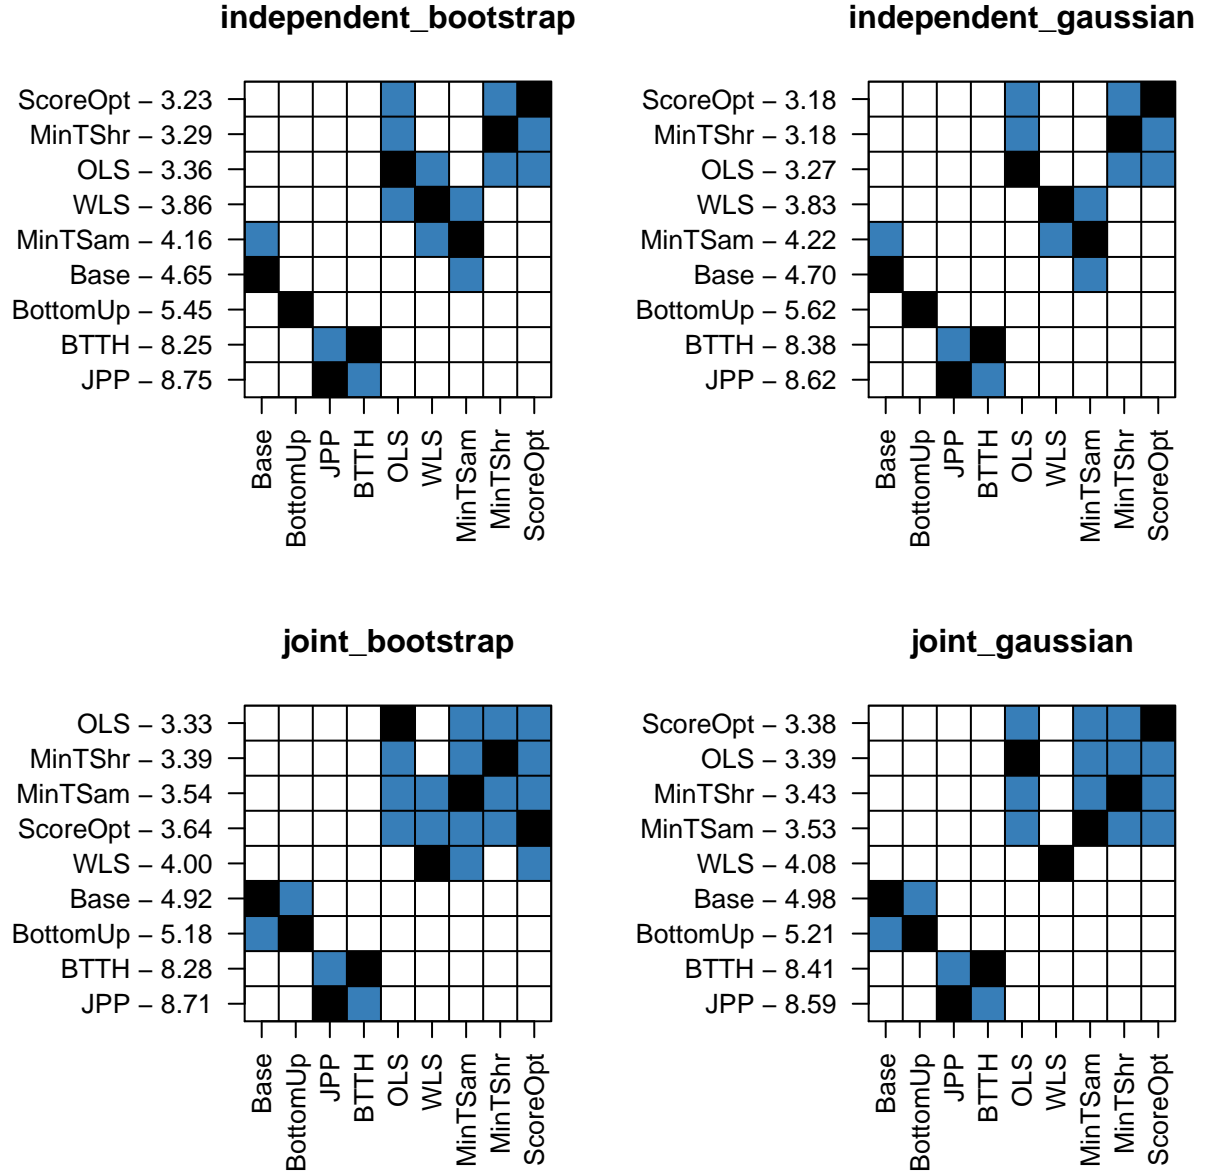 independent_bootstrap
ScoreOpt – 3.23
MinTShr – 3.29
OLS – 3.36
WLS – 3.86
MinTSam – 4.16
Base – 4.65
BottomUp – 5.45
BTTH – 8.25
JPP – 8.75
Base
BottomUp
JPP
BTTH
OLS
WLS
MinTSam
MinTShr
ScoreOpt
independent_gaussian
ScoreOpt – 3.18
MinTShr – 3.18
OLS – 3.27
WLS – 3.83
MinTSam – 4.22
Base – 4.70
BottomUp – 5.62
BTTH – 8.38
JPP – 8.62
Base
BottomUp
JPP
BTTH
OLS
WLS
MinTSam
MinTShr
ScoreOpt
joint_bootstrap
OLS – 3.33
MinTShr – 3.39
MinTSam – 3.54
ScoreOpt – 3.64
WLS – 4.00
Base – 4.92
BottomUp – 5.18
BTTH – 8.28
JPP – 8.71
Base
BottomUp
JPP
BTTH
OLS
WLS
MinTSam
MinTShr
ScoreOpt
joint_gaussian
ScoreOpt – 3.38
OLS – 3.39
MinTShr – 3.43
MinTSam – 3.53
WLS – 4.08
Base – 4.98
BottomUp – 5.21
BTTH – 8.41
JPP – 8.59
Base
BottomUp
JPP
BTTH
OLS
WLS
MinTSam
MinTShr
ScoreOpt